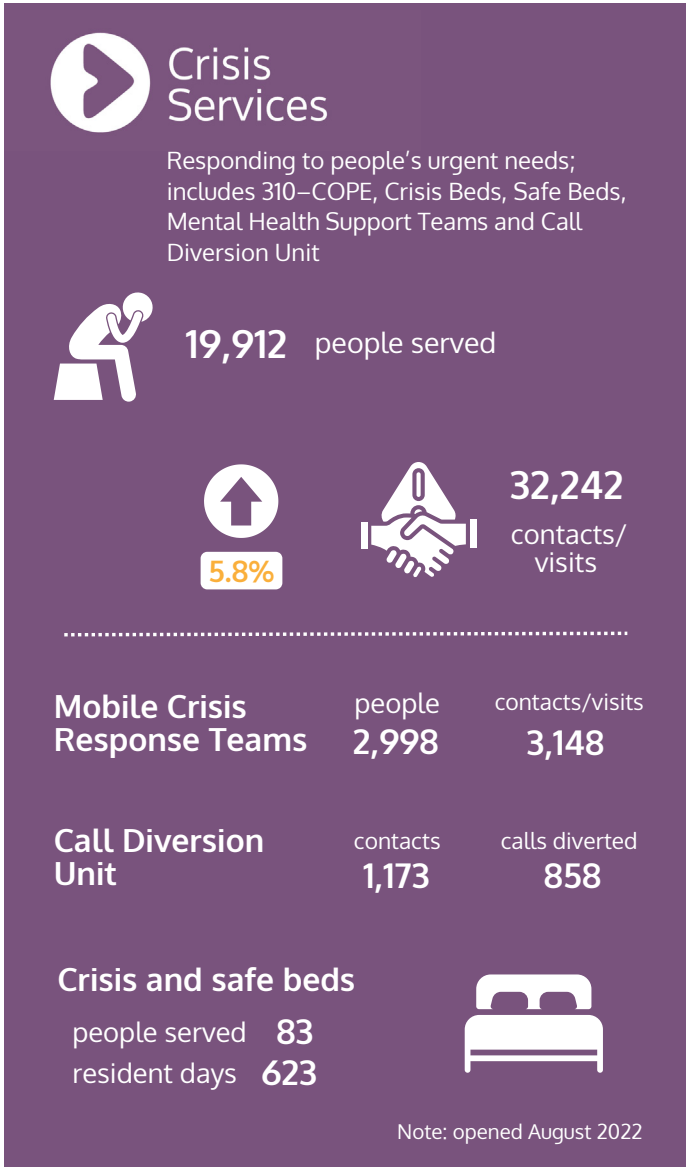 Crisis
Services
Responding to people’s urgent needs;
includes 310–COPE, Crisis Beds, Safe Beds,
Mental Health Support Teams and Call
Diversion Unit
19,912 people served
5.8%
32,242
contacts/
visits
Mobile Crisis
Response Teams
people
2,998
contacts/visits
3,148
Call Diversion
Unit
contacts
1,173
calls diverted
858
Crisis and safe beds
people served 83
resident days 623
Note: opened August 2022